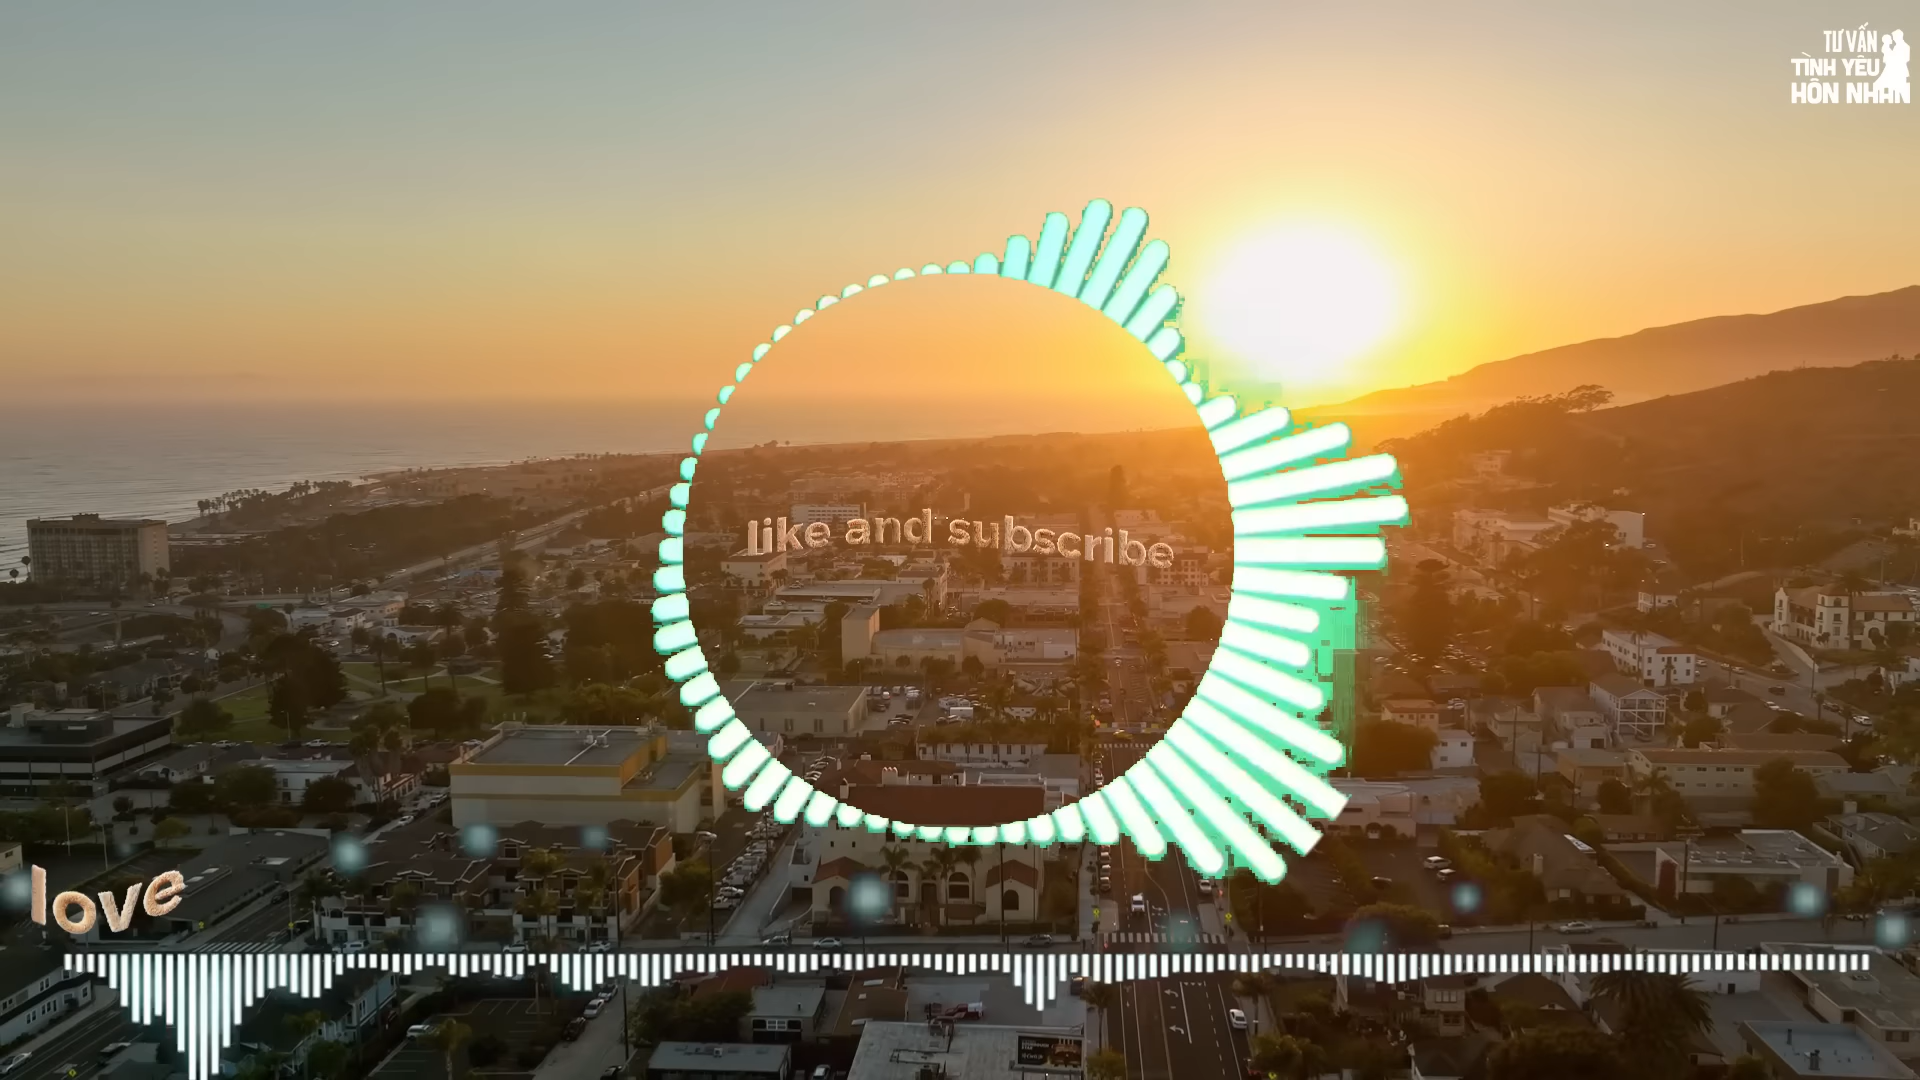 TƯ VẤN
TÌNH YÊU
HÔN NHÂN
like and subscribe
love